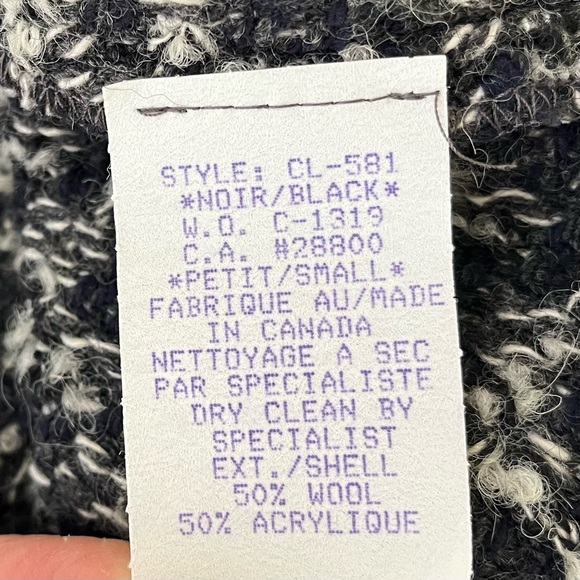 STYLE: CL-581
*NOIR/BLACK*
W.O. C-1319
C.A. #28800
*PETIT/SMALL*
FABRIQUE AU/MADE
IN CANADA
NETTOYAGE A SEC
PAR SPECIALISTE
DRY CLEAN BY
SPECIALIST
EXT./SHELL
50% WOOL
50% ACRYLIQUE